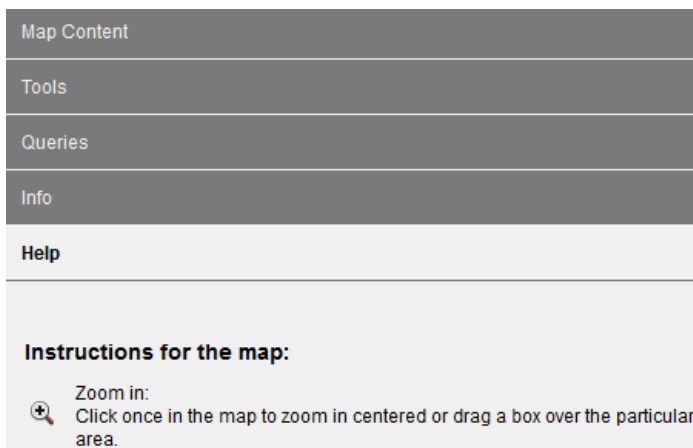 Map Content
Tools
Queries
Info
Help
Instructions for the map:
Zoom in:
Click once in the map to zoom in centered or drag a box over the particular
area.